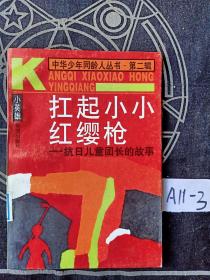 中华少年同龄人丛书·第二辑
K
KANGQI XIAOXIAO HONG
YINGQIANG
小英雄
扛起小小
红缨枪
—抗日儿童团长的故事
A11-3